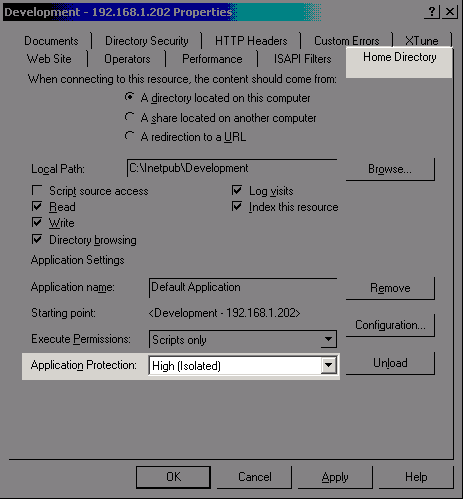 Development - 192.168.1.202 Properties
Documents Directory Security HTTP Headers Custom Errors XTune
Web Site Operators Performance ISAPI Filters Home Directory
When connecting to this resource, the content should come from:
A directory located on this computer
A share located on another computer
A redirection to a URL
Local Path: C:\Inetpub\Development Browse...
Script source access Log visits
Read Index this resource
Write
Directory browsing
Application Settings
Application name: Default Application Remove
Starting point: <Development - 192.168.1.202>
Configuration...
Execute Permissions: Scripts only
Application Protection: High (Isolated) Unload
OK Cancel Apply Help